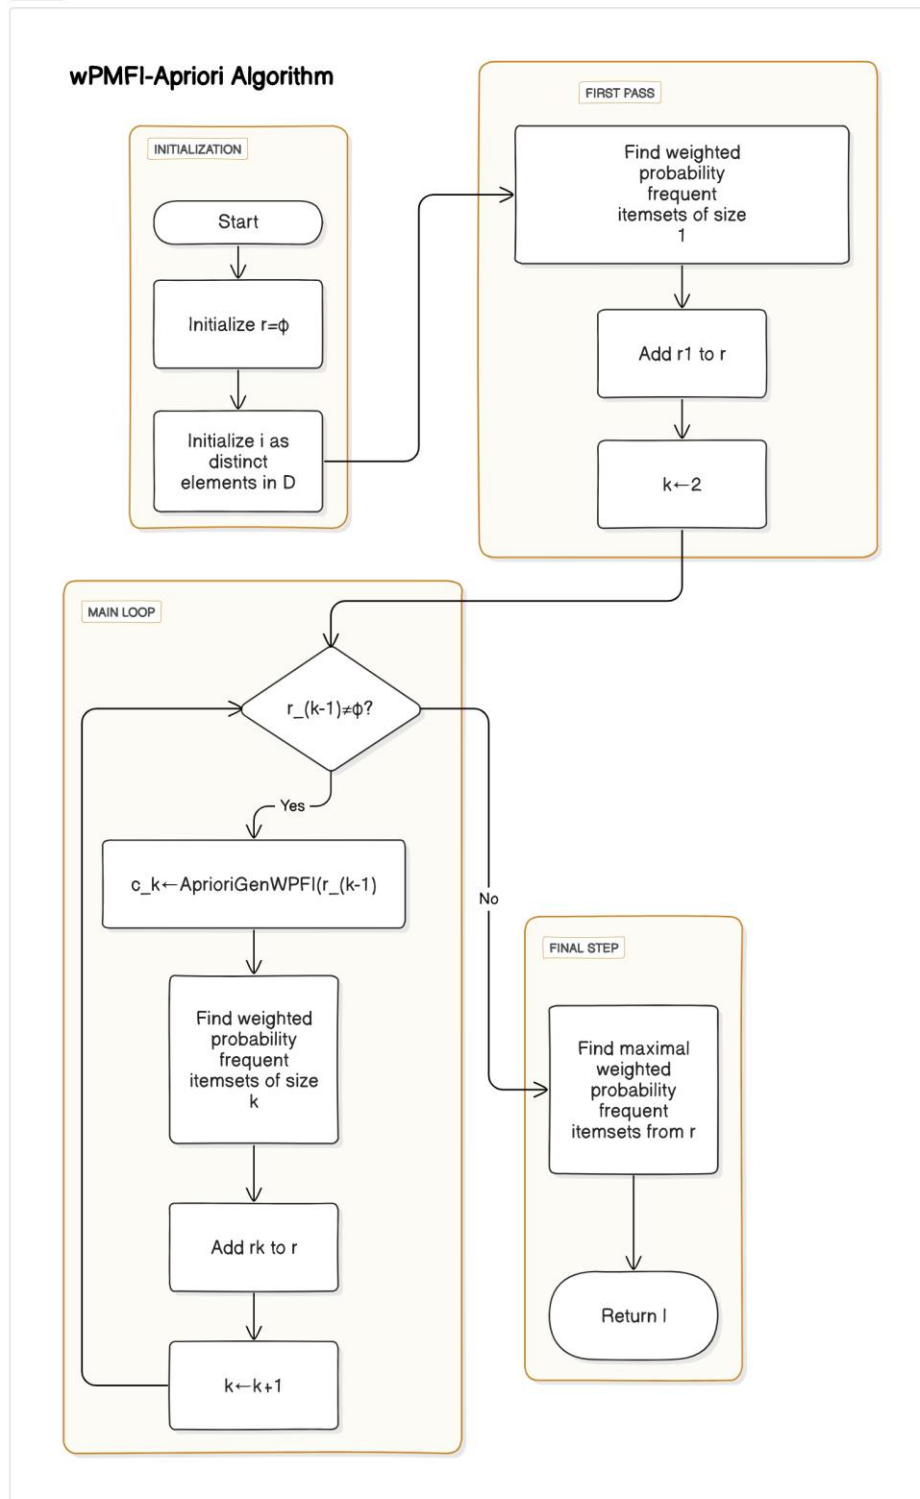 wPMFI-Apriori Algorithm
INITIALIZATION
Start
Initialize r=ϕ
Initialize i as
distinct
elements in D
FIRST PASS
Find weighted
probability
frequent
itemsets of size
1
Add r1 to r
k←2
MAIN LOOP
r_(k-1)≠ϕ?
Yes
No
c_k←AprioriGenWPFI(r_(k-1)
Find weighted
probability
frequent
itemsets of size
k
Add rk to r
k←k+1
FINAL STEP
Find maximal
weighted
probability
frequent
itemsets from r
Return l